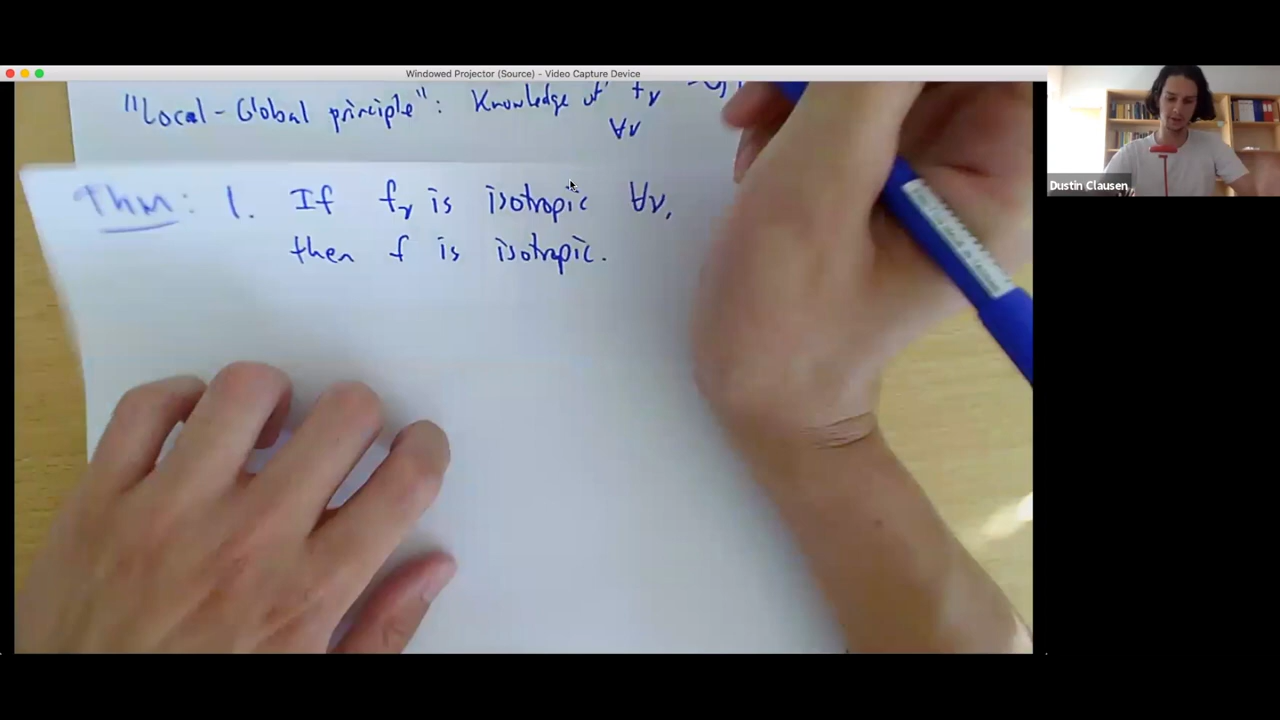 Windowed Projector (Source) - Video Capture Device
"Local-Global principle": Knowledge of f_v
∀v
Thm: 1. If f_v is isotropic ∀v,
then f is isotropic.
Dustin Clausen